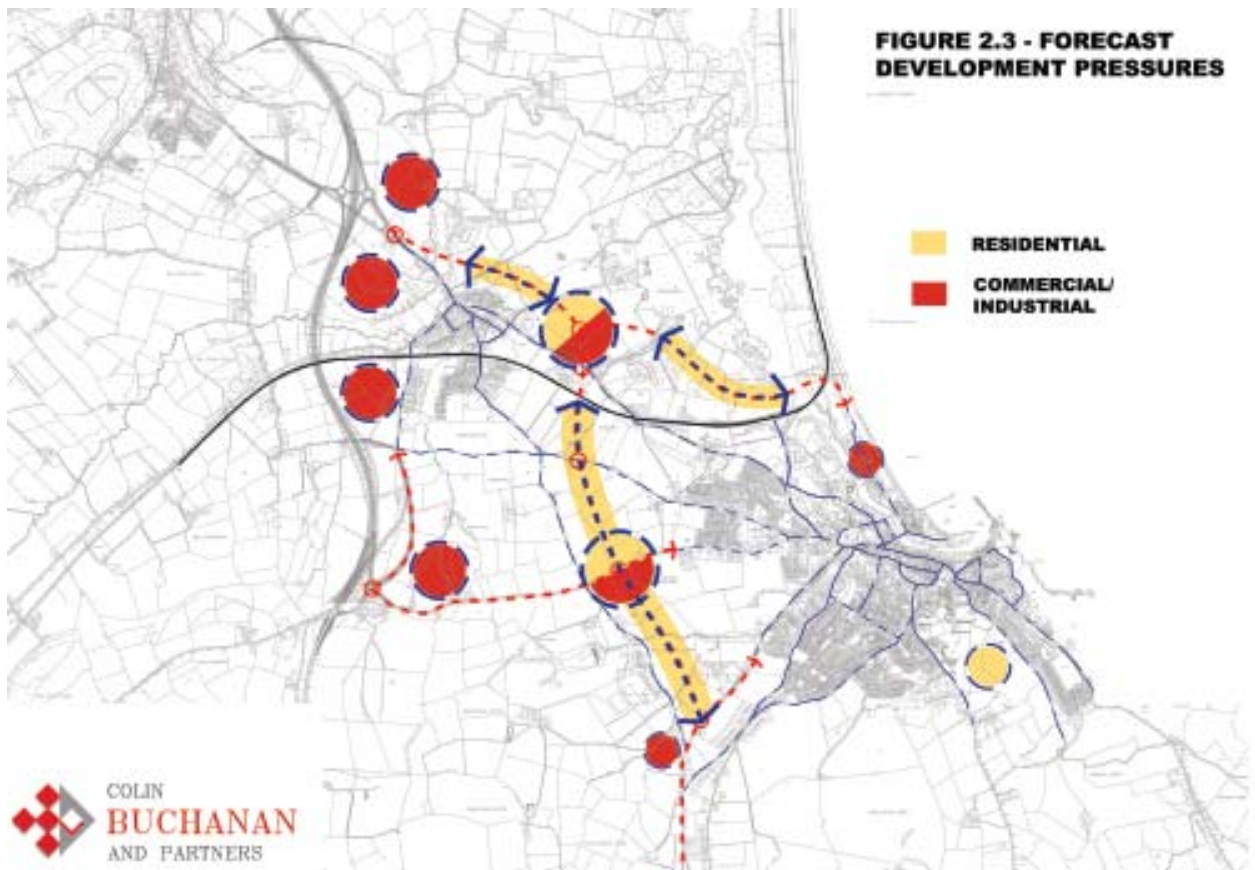 FIGURE 2.3 - FORECAST
DEVELOPMENT PRESSURES
RESIDENTIAL
COMMERCIAL/
INDUSTRIAL
COLIN
BUCHANAN
AND PARTNERS